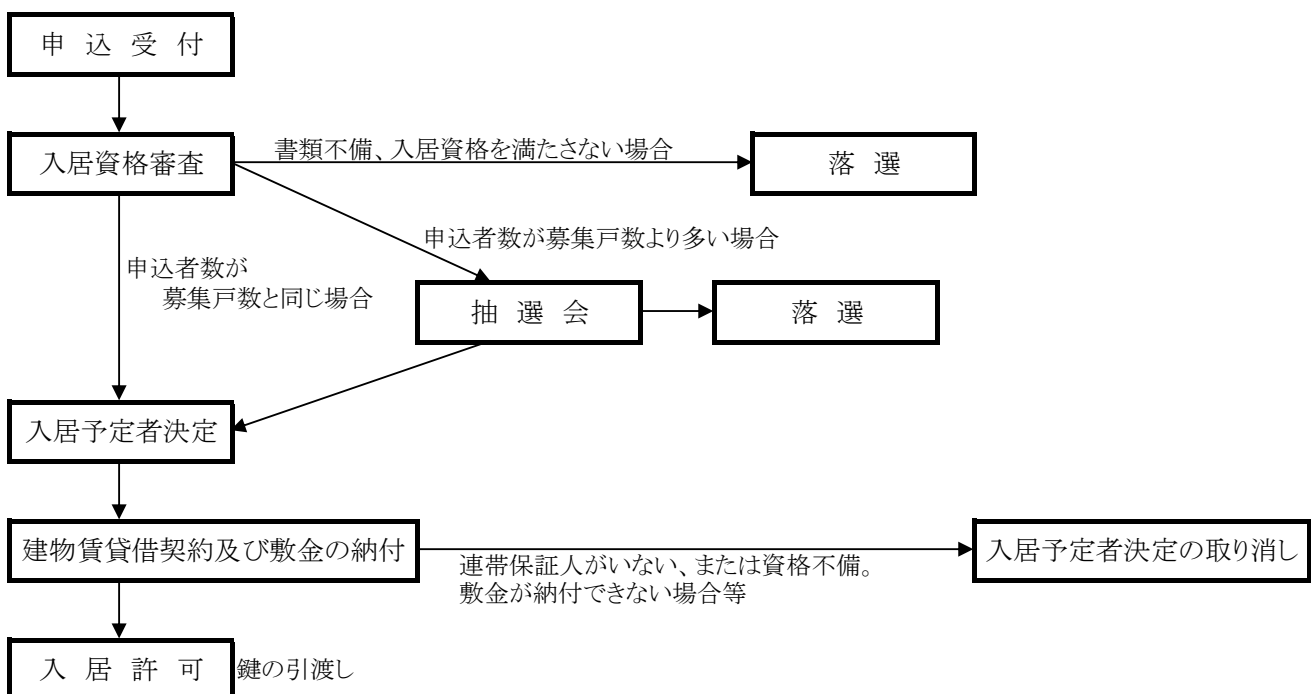 申込受付
入居資格審査
書類不備、入居資格を満たさない場合
落選
申込者数が募集戸数より多い場合
申込者数が
募集戸数と同じ場合
抽選会
落選
入居予定者決定
建物賃貸借契約及び敷金の納付
連帯保証人がいない、または資格不備。
敷金が納付できない場合等
入居予定者決定の取り消し
入居許可
鍵の引渡し